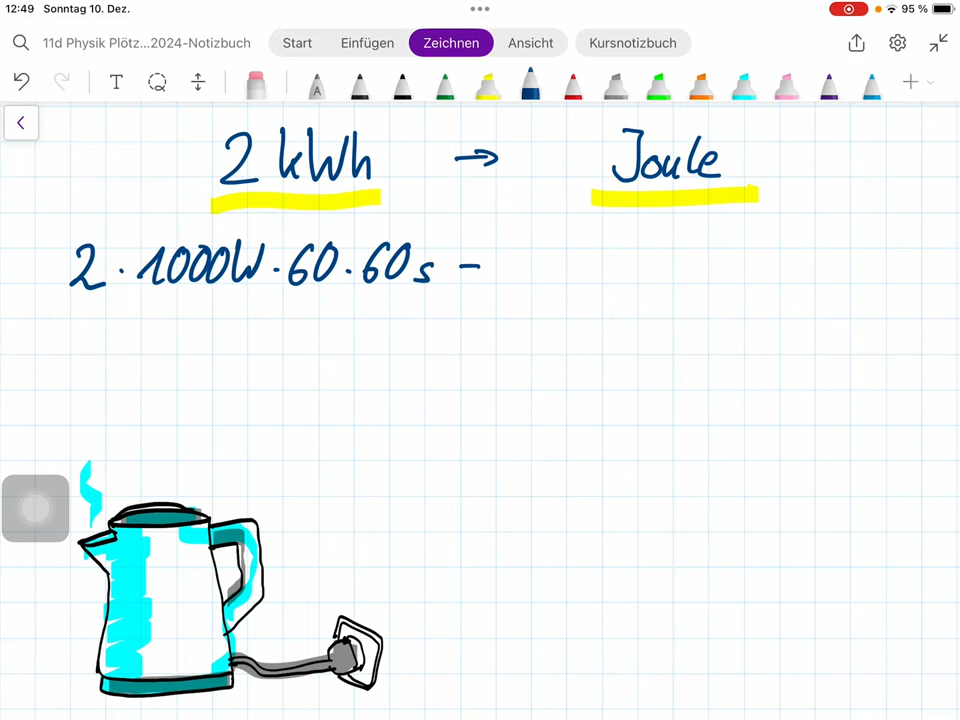 12:49 Sonntag 10. Dez. 95 %
11d Physik Plötz...2024-Notizbuch Start Einfügen Zeichnen Ansicht Kursnotizbuch
T A
2 kWh → Joule
2 · 1000W · 60 · 60 s –